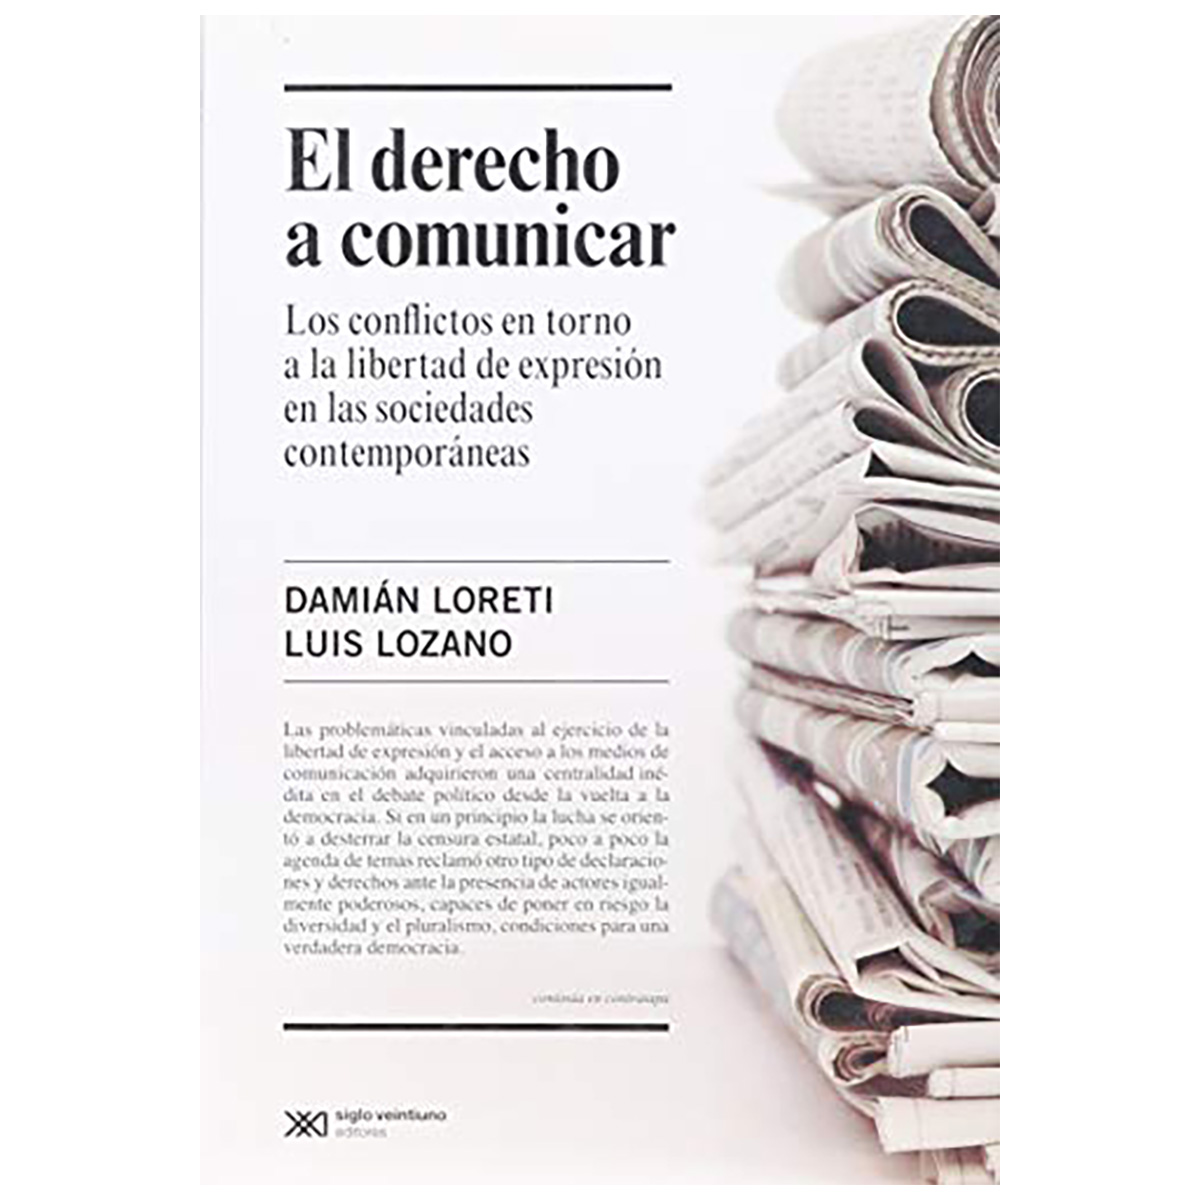 El derecho
a comunicar
Los conflictos en torno
a la libertad de expresión
en las sociedades
contemporáneas
DAMIÁN LORETI
LUIS LOZANO
Las problemáticas vinculadas al ejercicio de la
libertad de expresión y el acceso a los medios de
comunicación adquirieron una centralidad iné-
dita en el debate político desde la vuelta a la
democracia. Si en un principio la lucha se orien-
tó a desterrar la censura estatal, poco a poco la
agenda de temas reclamó otro tipo de declaracio-
nes y derechos ante la presencia de actores igual-
mente poderosos, capaces de poner en riesgo la
diversidad y el pluralismo, condiciones para una
verdadera democracia.
continúa en contratapa
siglo veintiuno
editores